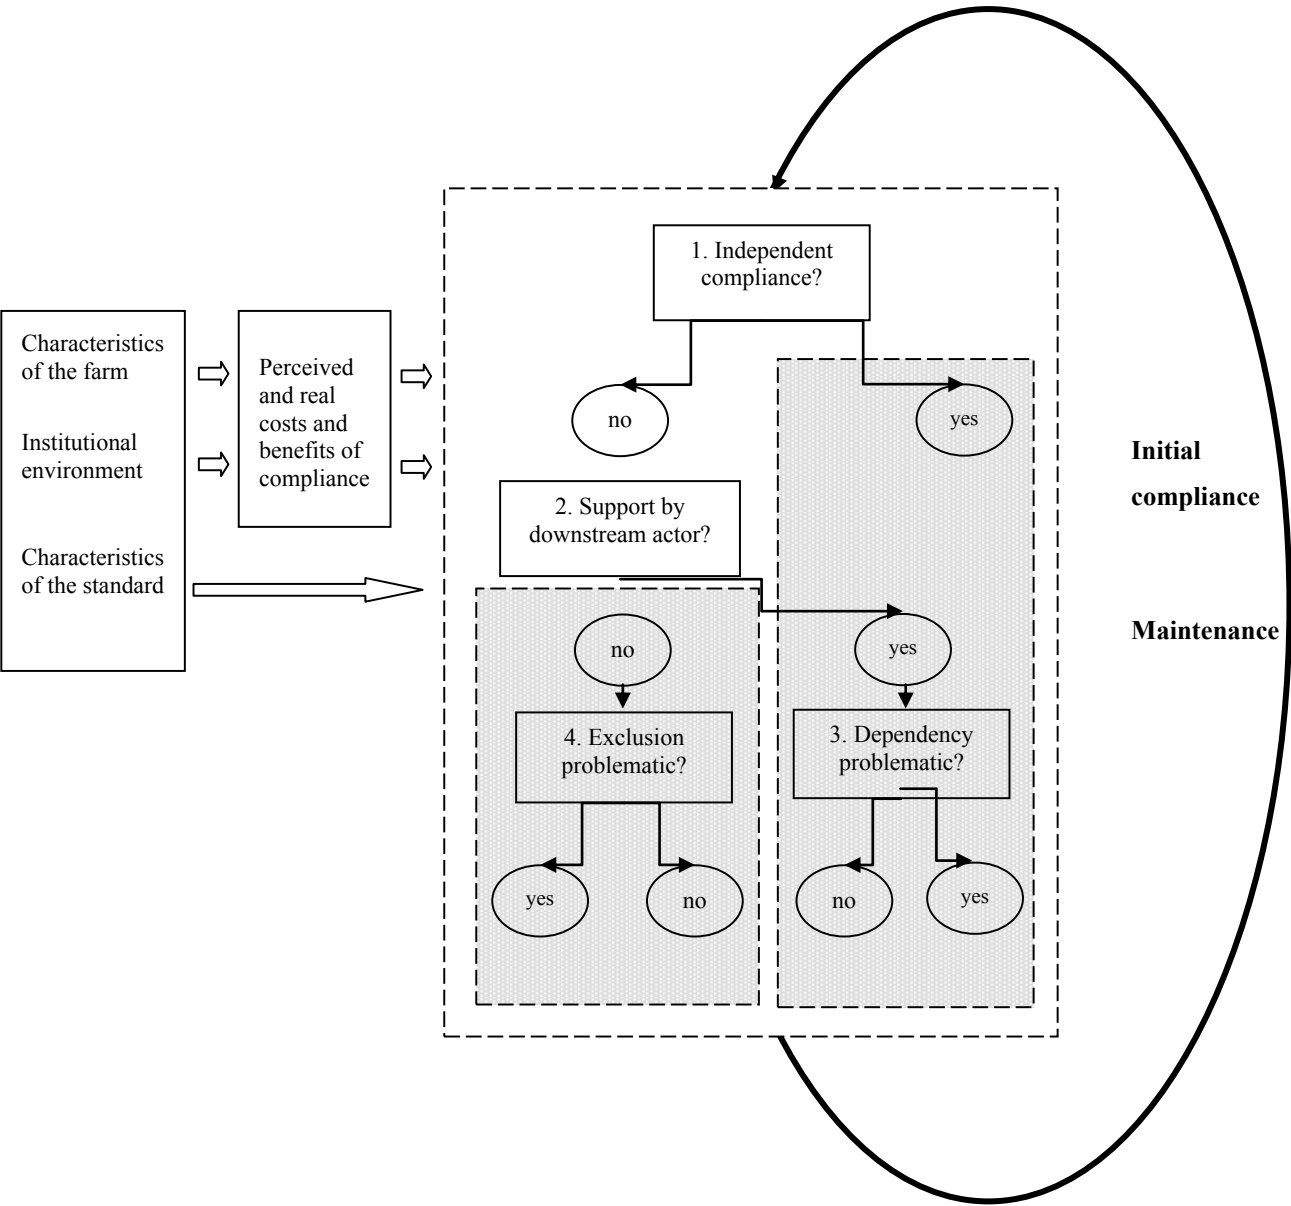 Characteristics
of the farm
Institutional
environment
Characteristics
of the standard
Perceived
and real
costs and
benefits of
compliance
1. Independent
compliance?
no
yes
2. Support by
downstream actor?
no
yes
4. Exclusion
problematic?
3. Dependency
problematic?
yes
no
no
yes
Initial
compliance
Maintenance